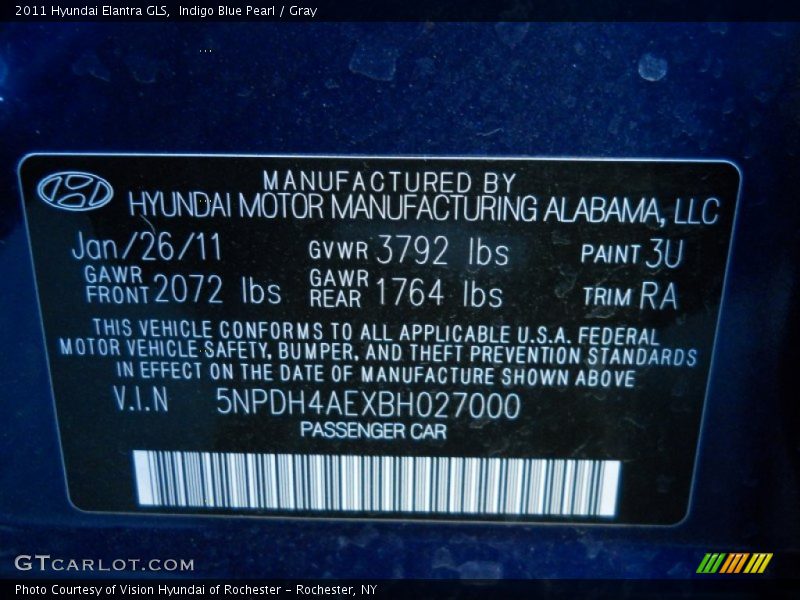 2011 Hyundai Elantra GLS,  Indigo Blue Pearl / Gray
MANUFACTURED BY
HYUNDAI MOTOR MANUFACTURING ALABAMA, LLC
Jan/26/11 GVWR 3792 lbs PAINT 3U
GAWR FRONT 2072 lbs GAWR REAR 1764 lbs TRIM RA
THIS VEHICLE CONFORMS TO ALL APPLICABLE U.S.A. FEDERAL
MOTOR VEHICLE SAFETY, BUMPER, AND THEFT PREVENTION STANDARDS
IN EFFECT ON THE DATE OF MANUFACTURE SHOWN ABOVE
V.I.N 5NPDH4AEXBH027000
PASSENGER CAR
GTCARLOT.COM
Photo Courtesy of Vision Hyundai of Rochester - Rochester, NY